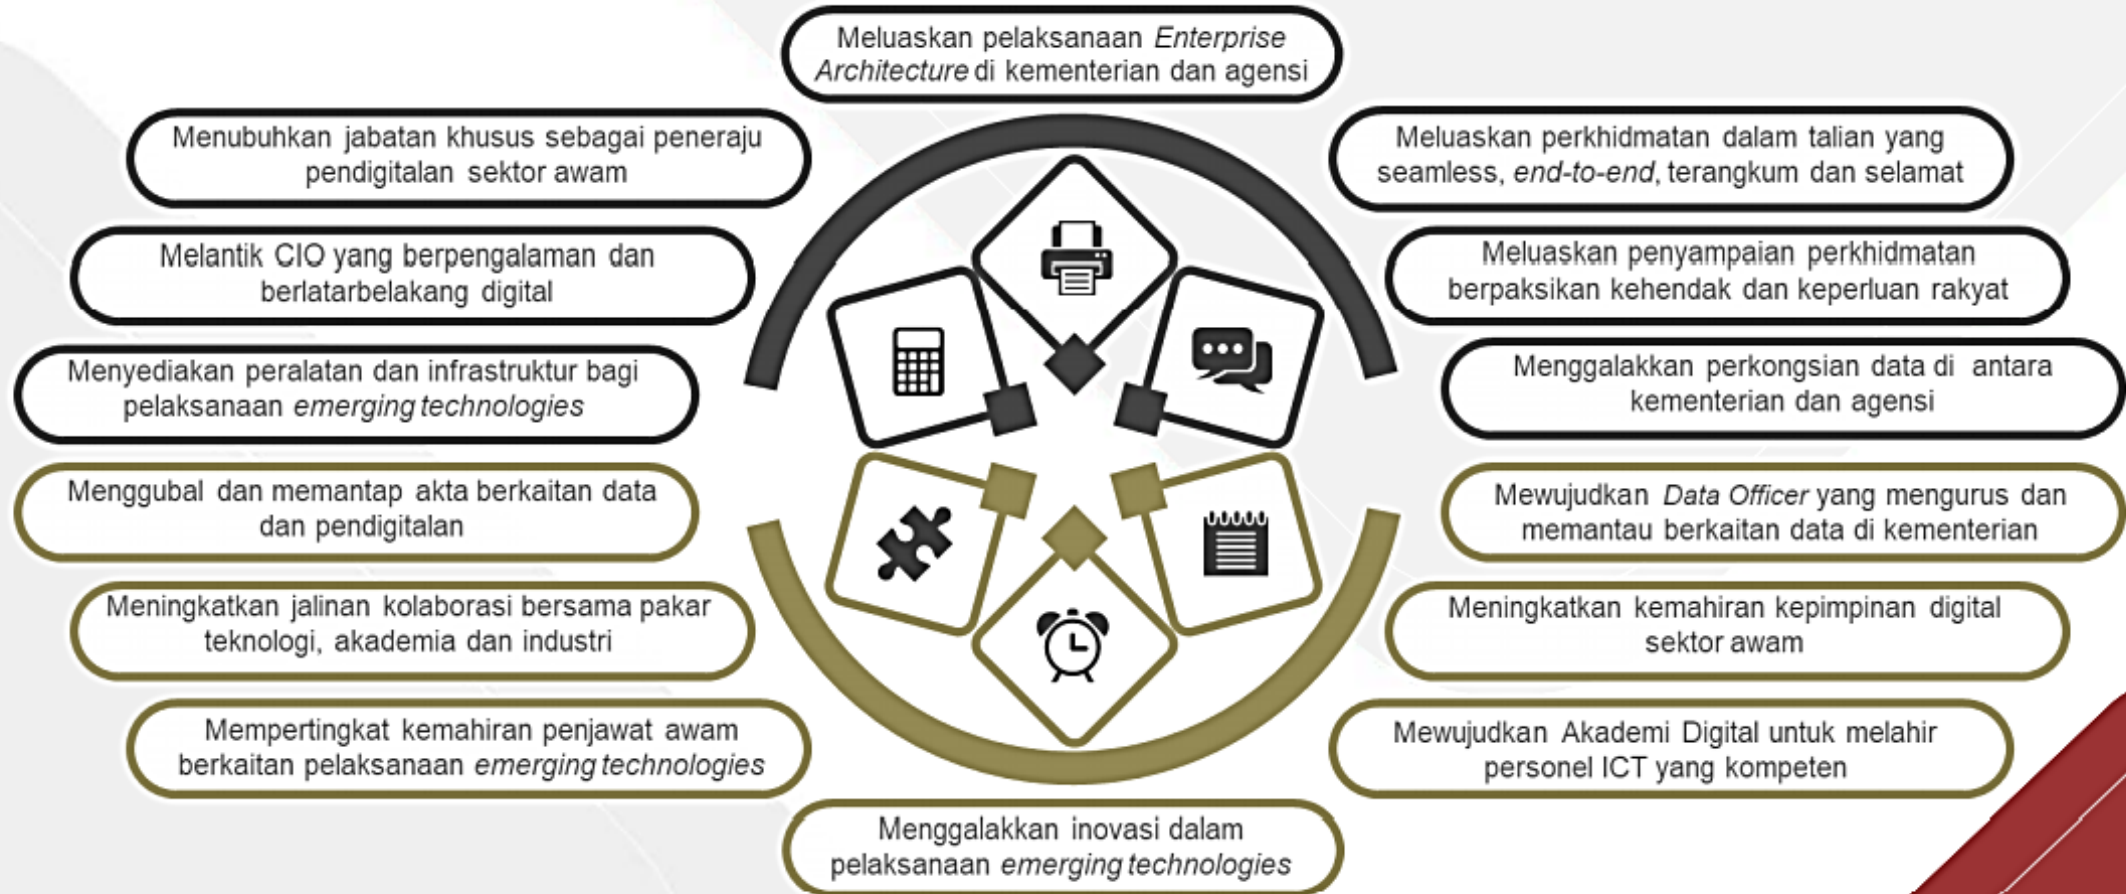 Meluaskan pelaksanaan Enterprise
Architecture di kementerian dan agensi
Menubuhkan jabatan khusus sebagai peneraju
pendigitalan sektor awam
Melantik CIO yang berpengalaman dan
berlatarbelakang digital
Menyediakan peralatan dan infrastruktur bagi
pelaksanaan emerging technologies
Menggubal dan memantap akta berkaitan data
dan pendigitalan
Meningkatkan jalinan kolaborasi bersama pakar
teknologi, akademia dan industri
Mempertingkat kemahiran penjawat awam
berkaitan pelaksanaan emerging technologies
Meluaskan perkhidmatan dalam talian yang
seamless, end-to-end, terangkum dan selamat
Meluaskan penyampaian perkhidmatan
berpaksikan kehendak dan keperluan rakyat
Menggalakkan perkongsian data di antara
kementerian dan agensi
Mewujudkan Data Officer yang mengurus dan
memantau berkaitan data di kementerian
Meningkatkan kemahiran kepimpinan digital
sektor awam
Mewujudkan Akademi Digital untuk melahir
personel ICT yang kompeten
Menggalakkan inovasi dalam
pelaksanaan emerging technologies